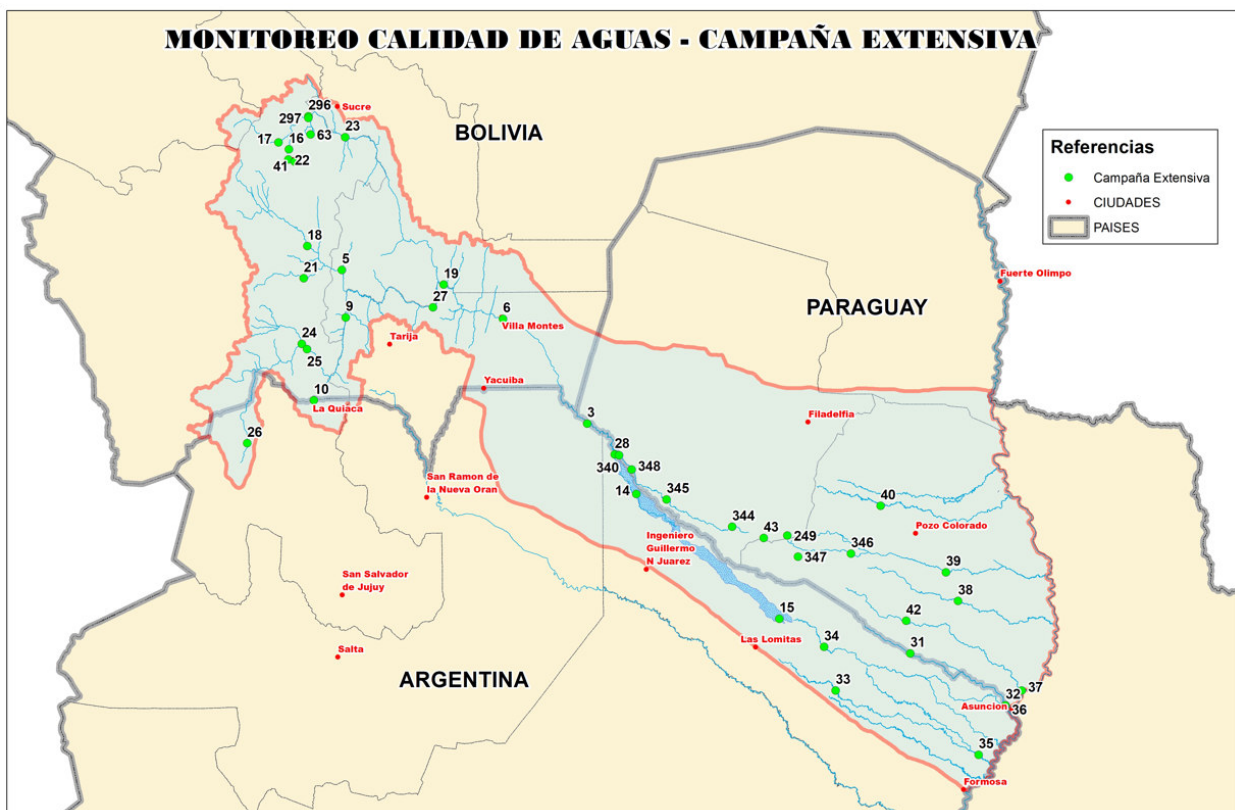 MONITOREO CALIDAD DE AGUAS - CAMPAÑA EXTENSIVA
296
Sucre
297
23
BOLIVIA
17
16
63
41
22
Referencias
Campaña Extensiva
CIUDADES
PAISES
18
5
19
Fuerte Olimpo
21
27
PARAGUAY
9
6
Villa Montes
24
Tarija
25
Yacuiba
10
La Quiaca
3
Filadelfia
26
28
340
348
San Ramon de
la Nueva Oran
14
345
40
344
43
249
Pozo Colorado
Ingeniero
Guillermo
N Juarez
347
346
39
San Salvador
de Jujuy
38
15
42
Las Lomitas
34
31
Salta
ARGENTINA
33
32
37
Asuncion
36
35
Formosa